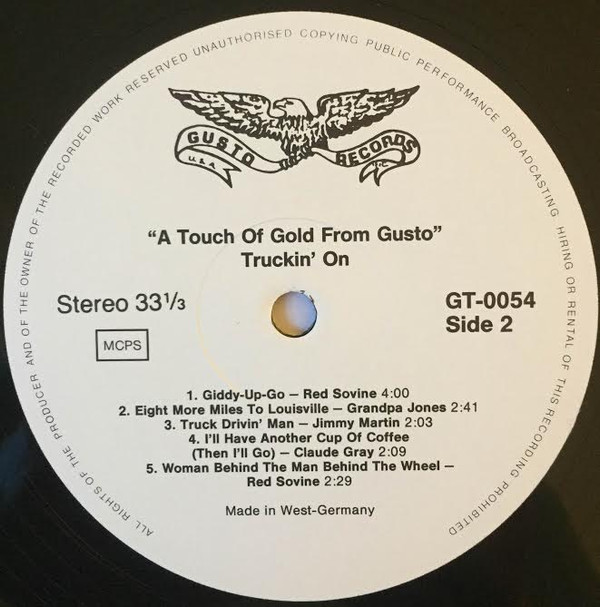 ALL RIGHTS OF THE PRODUCER AND OF THE OWNER OF THE RECORDED WORK RESERVED UNAUTHORISED COPYING PUBLIC PERFORMANCE BROADCASTING HIRING OR RENTAL OF THIS RECORDING PROHIBITED
GUSTO RECORDS
U.S.A.
"A Touch Of Gold From Gusto"
Truckin' On
Stereo 33⅓
MCPS
GT-0054
Side 2
1. Giddy-Up-Go – Red Sovine 4:00
2. Eight More Miles To Louisville – Grandpa Jones 2:41
3. Truck Drivin' Man – Jimmy Martin 2:03
4. I'll Have Another Cup Of Coffee
(Then I'll Go) – Claude Gray 2:09
5. Woman Behind The Man Behind The Wheel –
Red Sovine 2:29
Made in West-Germany